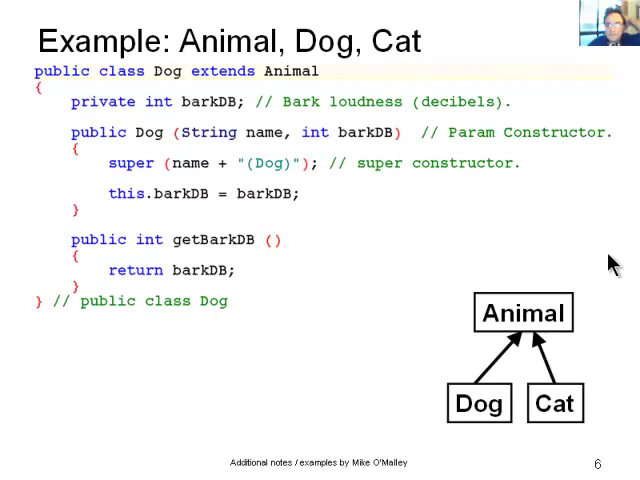 Example: Animal, Dog, Cat
public class Dog extends Animal
{
private int barkDB; // Bark loudness (decibels).
public Dog (String name, int barkDB) // Param Constructor.
{
super (name + "(Dog)"); // super constructor.
this.barkDB = barkDB;
}
public int getBarkDB ()
{
return barkDB;
}
} // public class Dog
Animal
Dog Cat
Additional notes / examples by Mike O'Malley
6